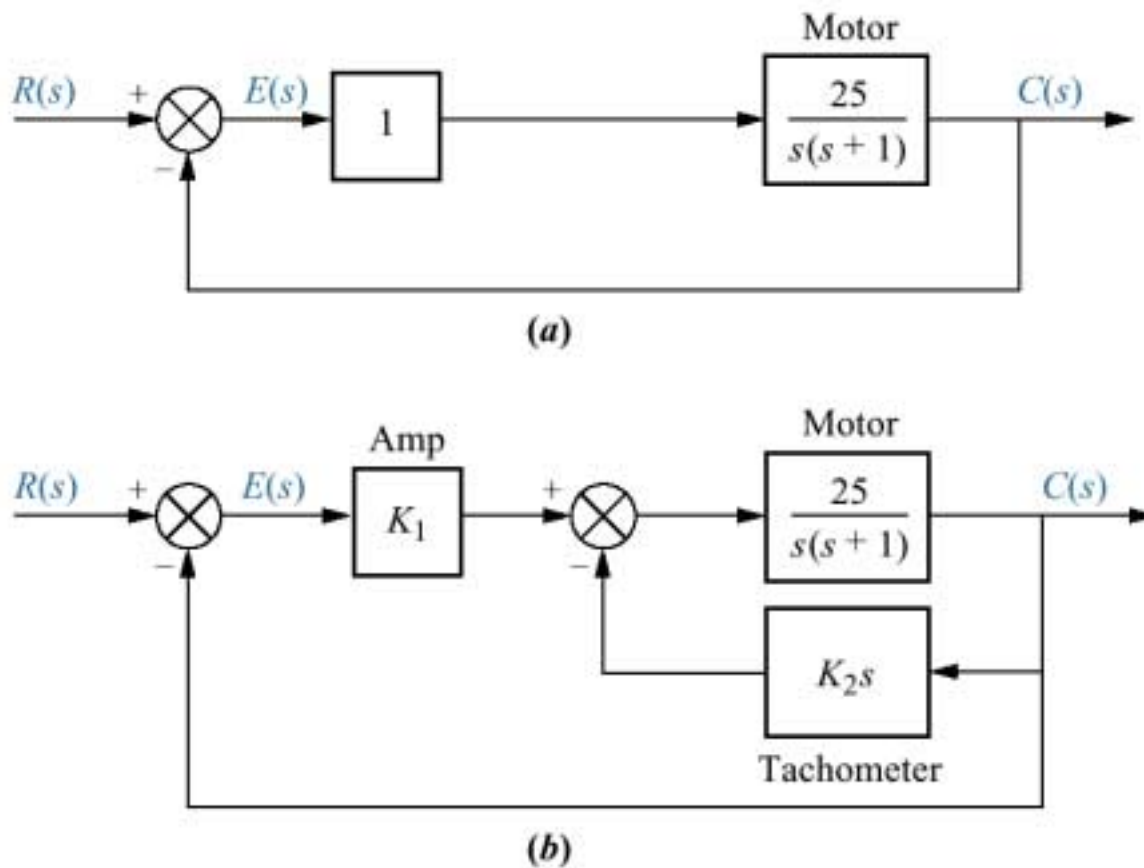 Motor
R(s) + E(s) 1 25 C(s)
s(s + 1)
−
(a)
Amp Motor
R(s) + E(s) K1 + 25 C(s)
s(s + 1)
− −
K2s
Tachometer
(b)